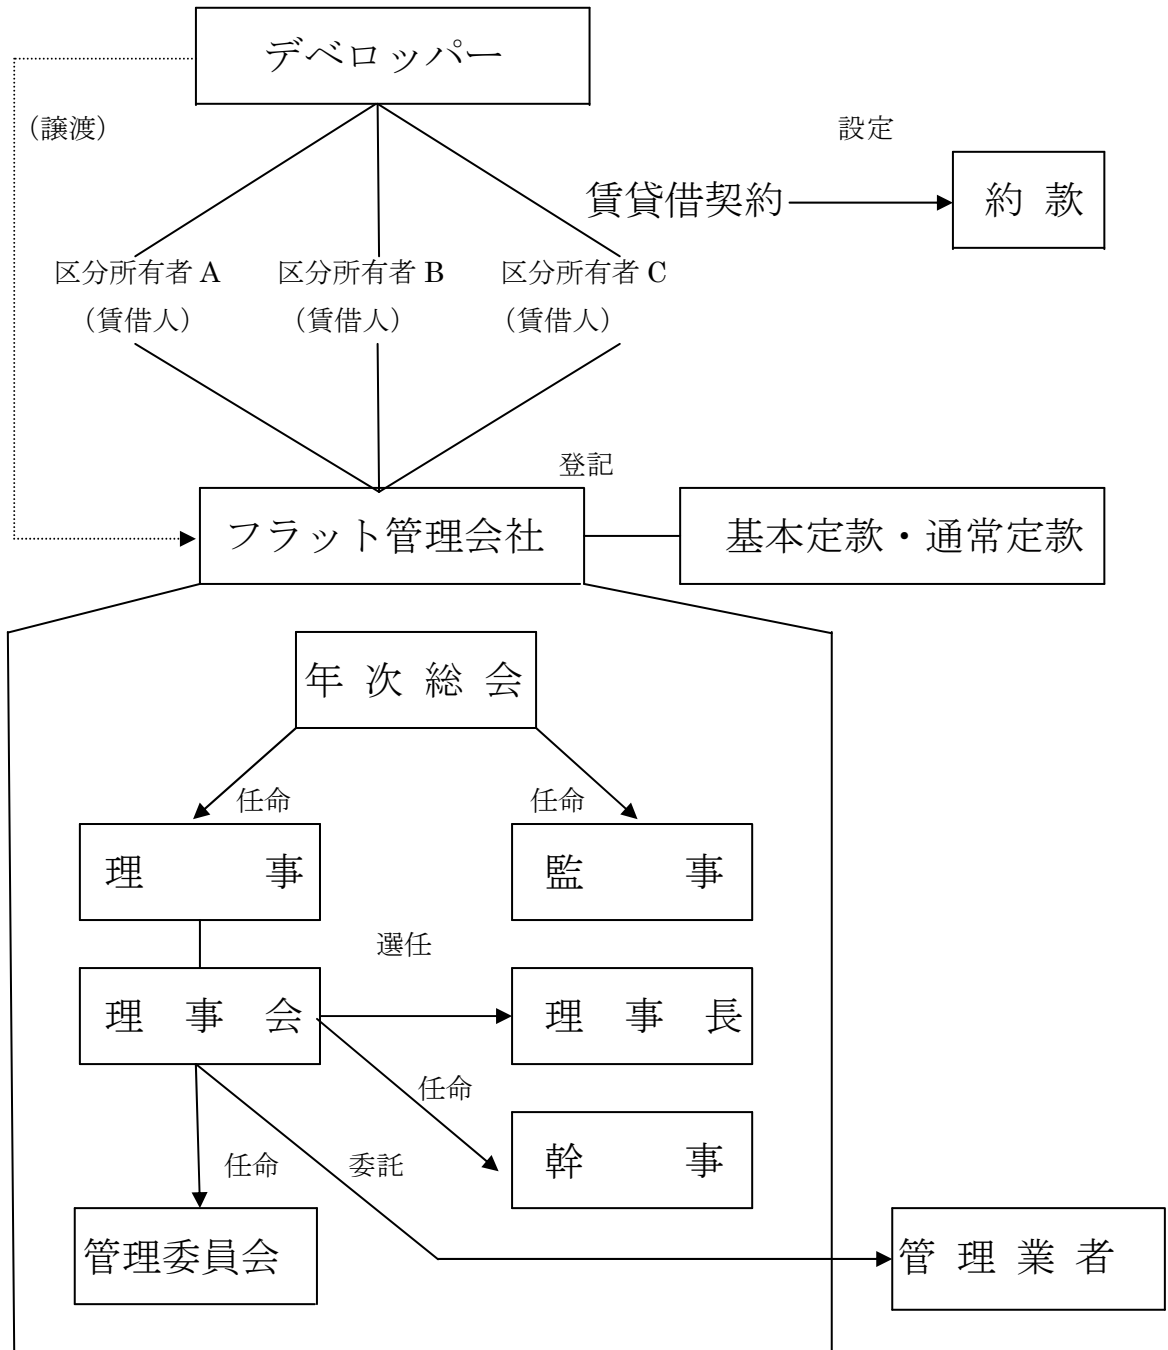 デベロッパー
（譲渡）
設定
賃貸借契約
約款
区分所有者 A
区分所有者 B
区分所有者 C
（賃借人）
（賃借人）
（賃借人）
登記
フラット管理会社
基本定款・通常定款
年次総会
任命
任命
理事
監事
選任
理事会
理事長
任命
幹事
任命
委託
管理委員会
管理業者